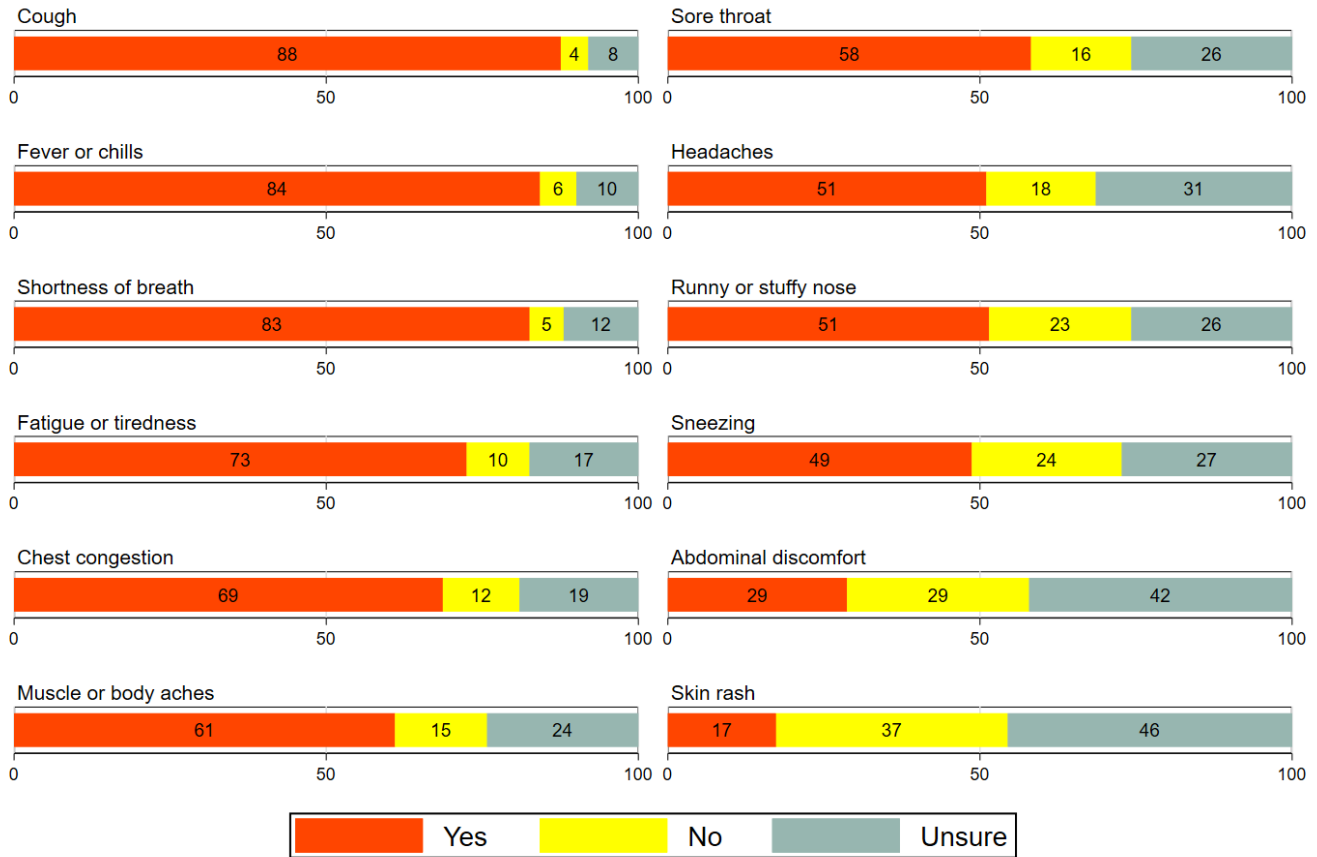 Cough
88 4 8
0 50 100
Sore throat
58 16 26
0 50 100
Fever or chills
84 6 10
0 50 100
Headaches
51 18 31
0 50 100
Shortness of breath
83 5 12
0 50 100
Runny or stuffy nose
51 23 26
0 50 100
Fatigue or tiredness
73 10 17
0 50 100
Sneezing
49 24 27
0 50 100
Chest congestion
69 12 19
0 50 100
Abdominal discomfort
29 29 42
0 50 100
Muscle or body aches
61 15 24
0 50 100
Skin rash
17 37 46
0 50 100
Yes No Unsure